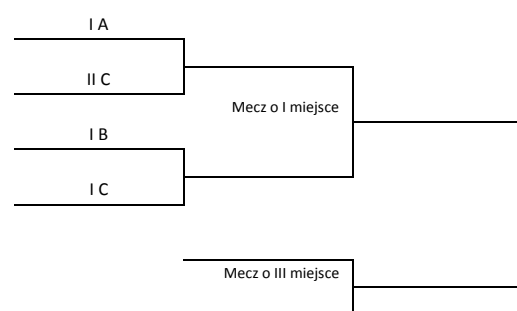 I A
II C
Mecz o I miejsce
I B
I C
Mecz o III miejsce